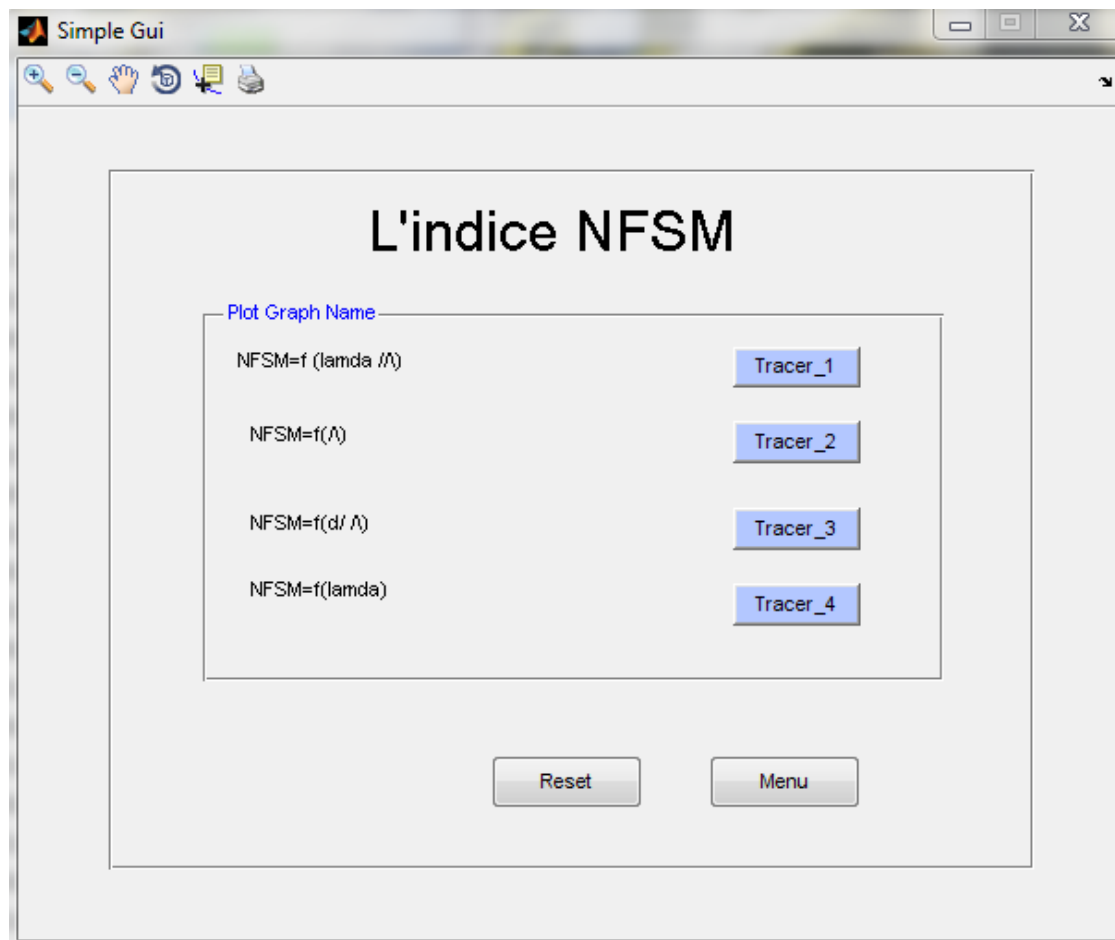 Simple Gui
L'indice NFSM
Plot Graph Name
NFSM=f (lamda /Λ)
Tracer_1
NFSM=f(Λ)
Tracer_2
NFSM=f(d/ Λ)
Tracer_3
NFSM=f(lamda)
Tracer_4
Reset
Menu